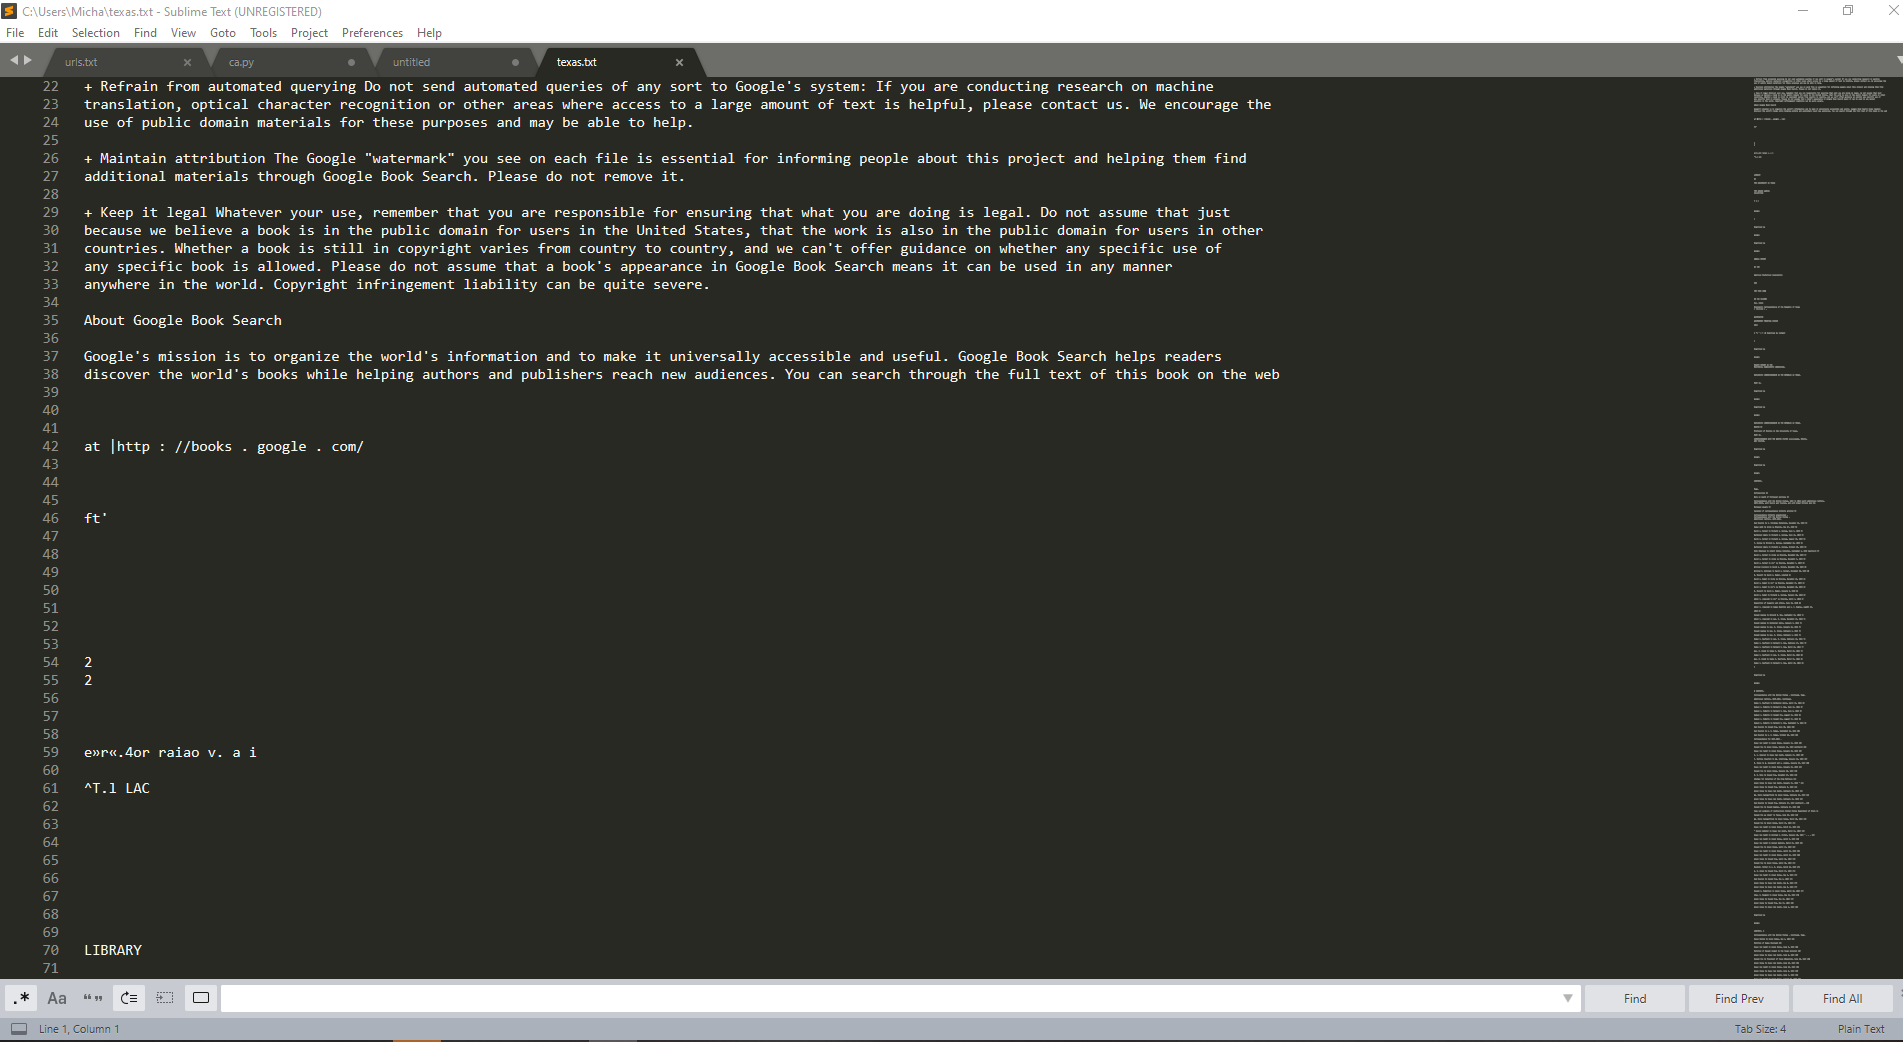 C:\Users\Micha\texas.txt - Sublime Text (UNREGISTERED)
File Edit Selection Find View Goto Tools Project Preferences Help
urls.txt ca.py untitled texas.txt
22 + Refrain from automated querying Do not send automated queries of any sort to Google's system: If you are conducting research on machine
23 translation, optical character recognition or other areas where access to a large amount of text is helpful, please contact us. We encourage the
24 use of public domain materials for these purposes and may be able to help.
25
26 + Maintain attribution The Google "watermark" you see on each file is essential for informing people about this project and helping them find
27 additional materials through Google Book Search. Please do not remove it.
28
29 + Keep it legal Whatever your use, remember that you are responsible for ensuring that what you are doing is legal. Do not assume that just
30 because we believe a book is in the public domain for users in the United States, that the work is also in the public domain for users in other
31 countries. Whether a book is still in copyright varies from country to country, and we can't offer guidance on whether any specific use of
32 any specific book is allowed. Please do not assume that a book's appearance in Google Book Search means it can be used in any manner
33 anywhere in the world. Copyright infringement liability can be quite severe.
34
35 About Google Book Search
36
37 Google's mission is to organize the world's information and to make it universally accessible and useful. Google Book Search helps readers
38 discover the world's books while helping authors and publishers reach new audiences. You can search through the full text of this book on the web
39
40
41
42 at |http : //books . google . com/
43
44
45
46 ft'
47
48
49
50
51
52
53
54 2
55 2
56
57
58
59 e»r«.4or raiao v. a i
60
61 ^T.l LAC
62
63
64
65
66
67
68
69
70 LIBRARY
71
.* Aa “” Find Find Prev Find All
Line 1, Column 1 Tab Size: 4 Plain Text